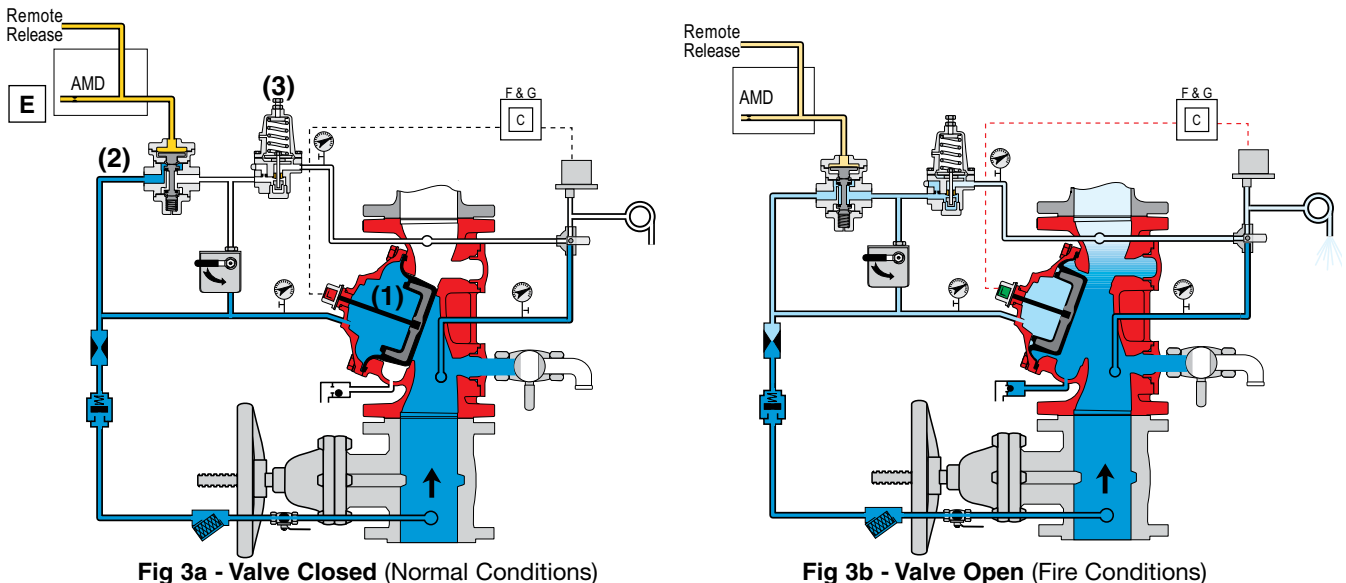 Remote
Release
AMD
E
(2)
(3)
F & G
C
(1)
Fig 3a - Valve Closed (Normal Conditions)
Remote
Release
AMD
F & G
C
Fig 3b - Valve Open (Fire Conditions)